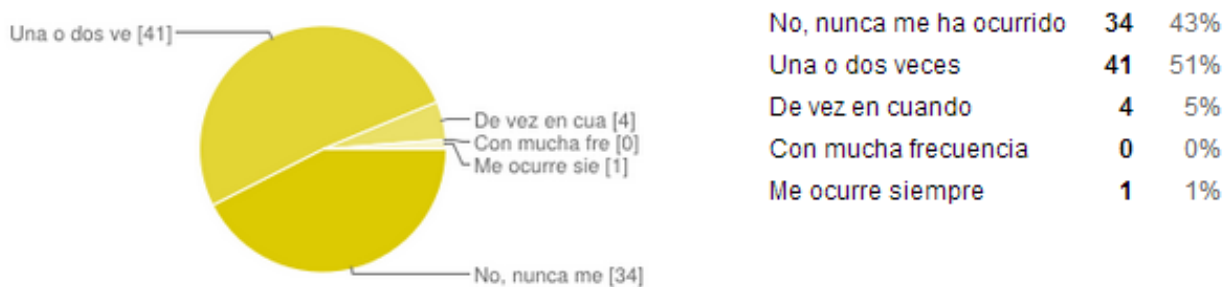 Una o dos ve [41]
De vez en cua [4]
Con mucha fre [0]
Me ocurre sie [1]
No, nunca me [34]
No, nunca me ha ocurrido 34 43%
Una o dos veces 41 51%
De vez en cuando 4 5%
Con mucha frecuencia 0 0%
Me ocurre siempre 1 1%